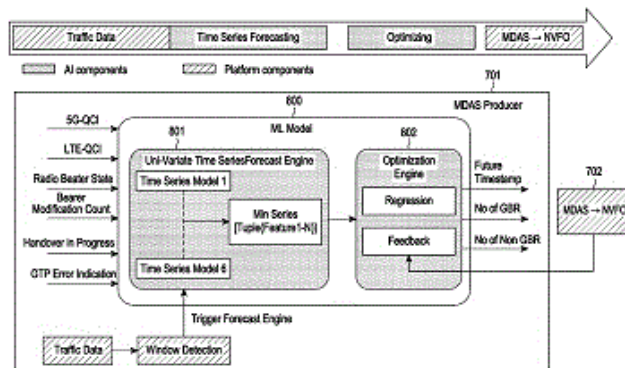 Traffic Data
Time Series Forecasting
Optimizing
MDAS → NVFO
AI components
Platform components
701
MDAS Producer
800
ML Model
5G-QCI
LTE-QCI
Radio Beater State
Bearer
Modification Count
Handover In Progress
GTP Error Indication
801
Uni-Variate Time SeriesForecast Engine
Time Series Model 1
Min Series
[Tuple(Feature1-N)]
Time Series Model 6
802
Optimization
Engine
Regression
Feedback
Future
Timestamp
No of GBR
No of Non GBR
702
MDAS → NVFO
Trigger Forecast Engine
Traffic Data
Window Detection